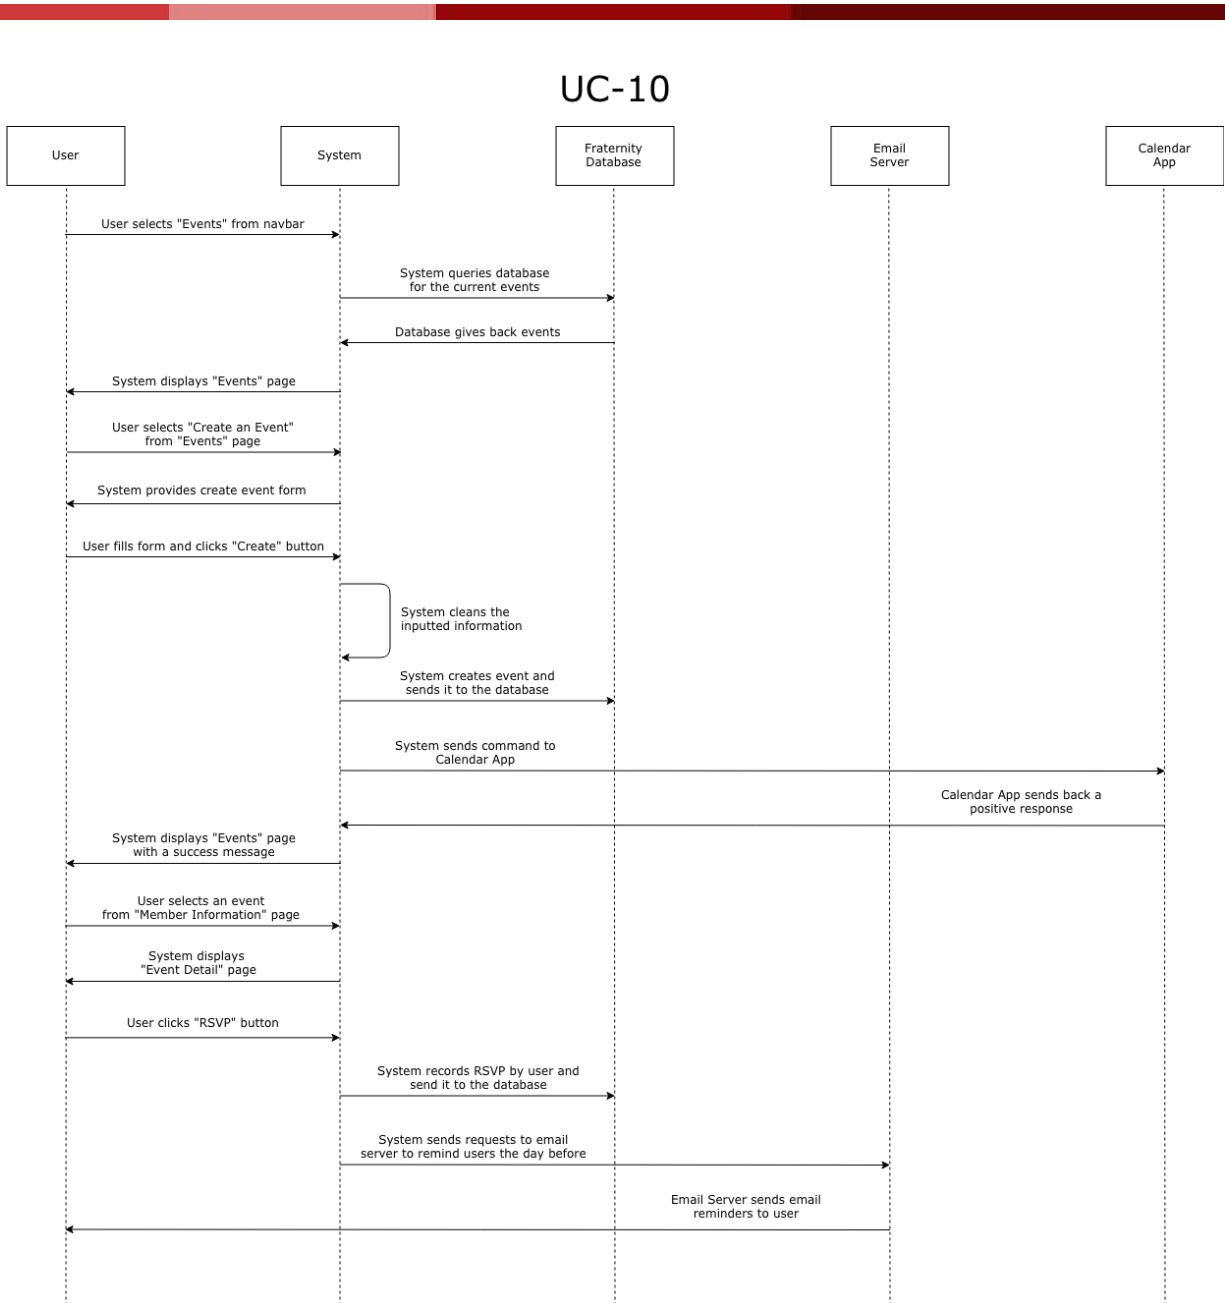 UC-10
User
System
Fraternity
Database
Email
Server
Calendar
App
User selects "Events" from navbar
System queries database
for the current events
Database gives back events
System displays "Events" page
User selects "Create an Event"
from "Events" page
System provides create event form
User fills form and clicks "Create" button
System cleans the
inputted information
System creates event and
sends it to the database
System sends command to
Calendar App
Calendar App sends back a
positive response
System displays "Events" page
with a success message
User selects an event
from "Member Information" page
System displays
"Event Detail" page
User clicks "RSVP" button
System records RSVP by user and
send it to the database
System sends requests to email
server to remind users the day before
Email Server sends email
reminders to user